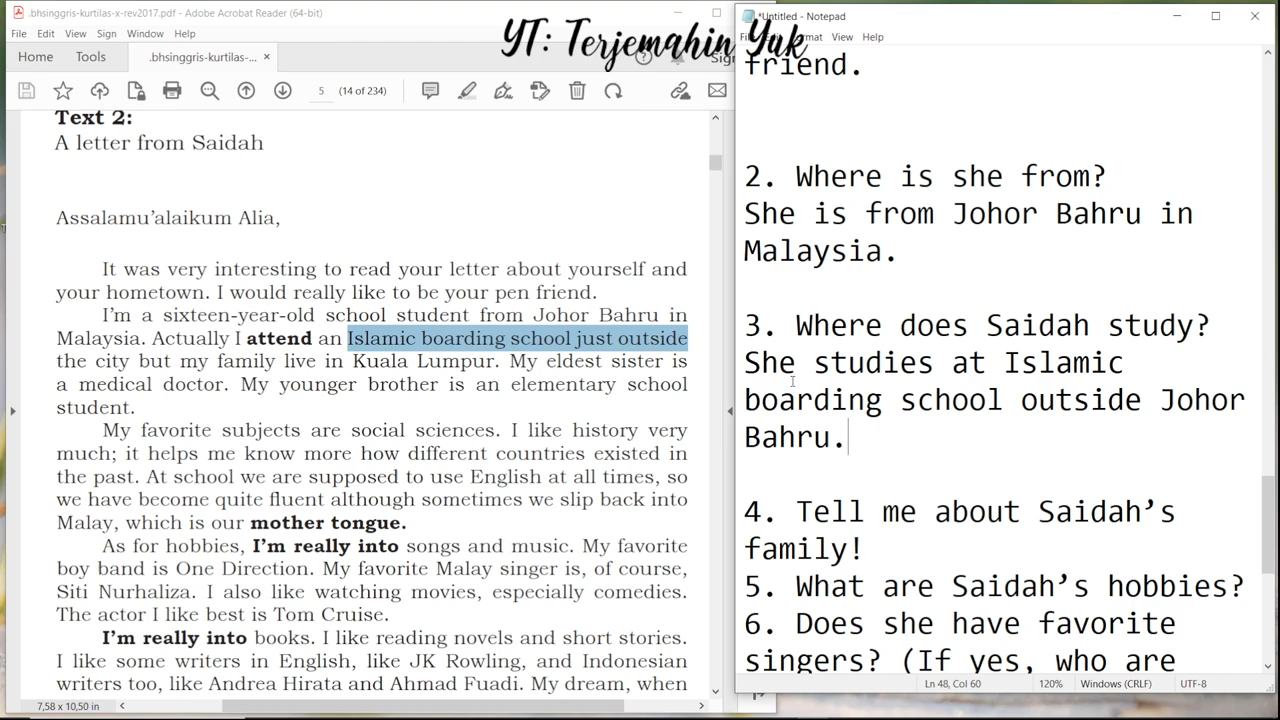 .bhsinggris-kurtilas-x-rev2017.pdf - Adobe Acrobat Reader (64-bit)
File Edit View Sign Window Help
Home Tools .bhsinggris-kurtilas-... ×
5 (14 of 234)
YT: Terjemahin Yuk
Text 2:
A letter from Saidah
Assalamu’alaikum Alia,
It was very interesting to read your letter about yourself and
your hometown. I would really like to be your pen friend.
I’m a sixteen-year-old school student from Johor Bahru in
Malaysia. Actually I attend an Islamic boarding school just outside
the city but my family live in Kuala Lumpur. My eldest sister is
a medical doctor. My younger brother is an elementary school
student.
My favorite subjects are social sciences. I like history very
much; it helps me know more how different countries existed in
the past. At school we are supposed to use English at all times, so
we have become quite fluent although sometimes we slip back into
Malay, which is our mother tongue.
As for hobbies, I’m really into songs and music. My favorite
boy band is One Direction. My favorite Malay singer is, of course,
Siti Nurhaliza. I also like watching movies, especially comedies.
The actor I like best is Tom Cruise.
I’m really into books. I like reading novels and short stories.
I like some writers in English, like JK Rowling, and Indonesian
writers too, like Andrea Hirata and Ahmad Fuadi. My dream, when
7,58 x 10,50 in
*Untitled - Notepad
View Help
friend.
2. Where is she from?
She is from Johor Bahru in
Malaysia.
3. Where does Saidah study?
She studies at Islamic
boarding school outside Johor
Bahru.
4. Tell me about Saidah’s
family!
5. What are Saidah’s hobbies?
6. Does she have favorite
singers? (If yes, who are
Ln 48, Col 60 120% Windows (CRLF) UTF-8